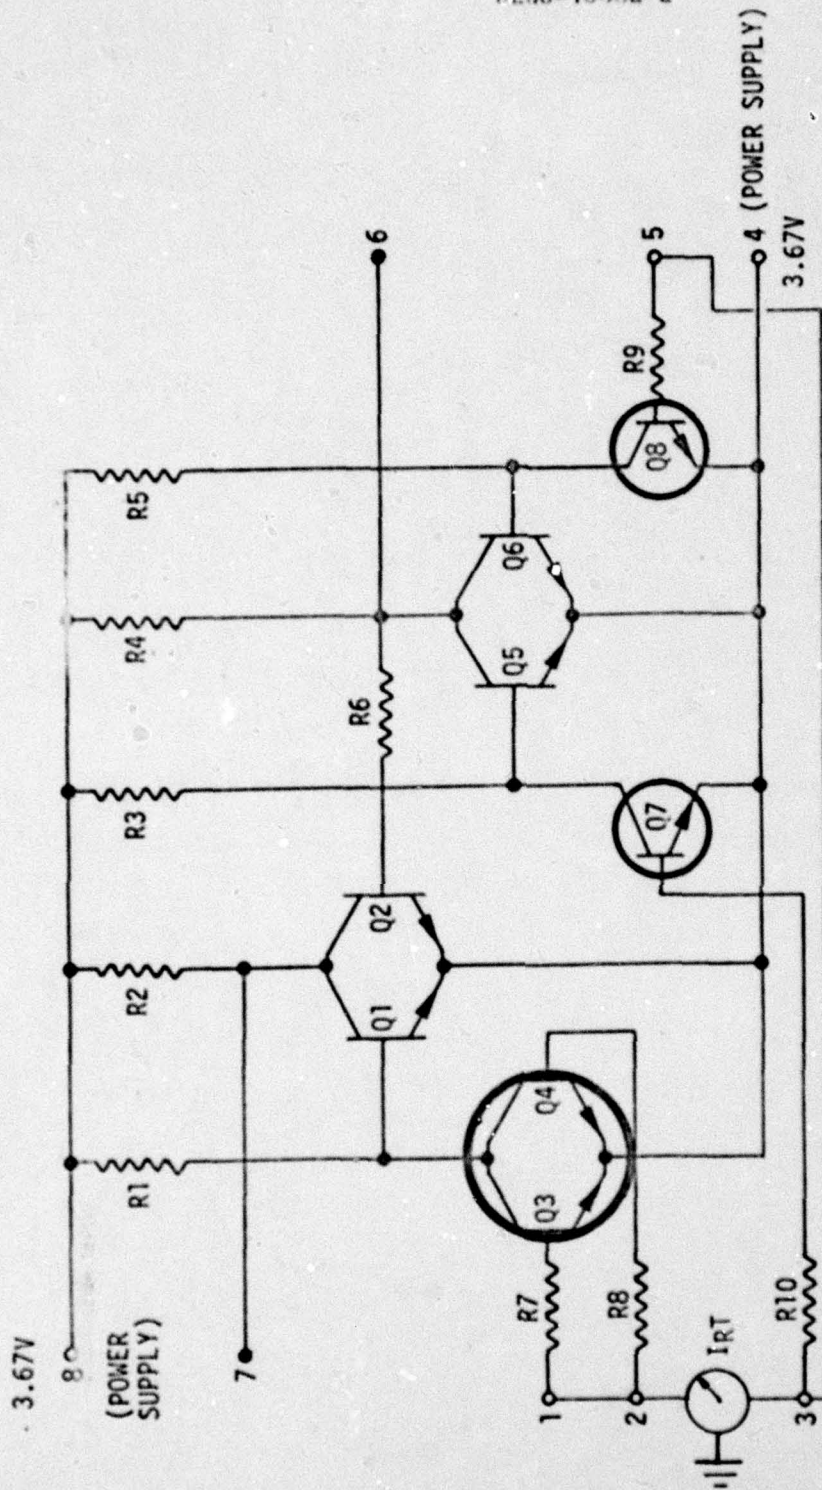 3.67V
8
(POWER
SUPPLY)
7
R1
R2
R3
R4
R5
R6
6
Q1
Q2
Q5
Q6
Q3
Q4
Q7
Q8
R9
5
R7
R8
1
2
IRT
R10
3
4 (POWER SUPPLY)
3.67V